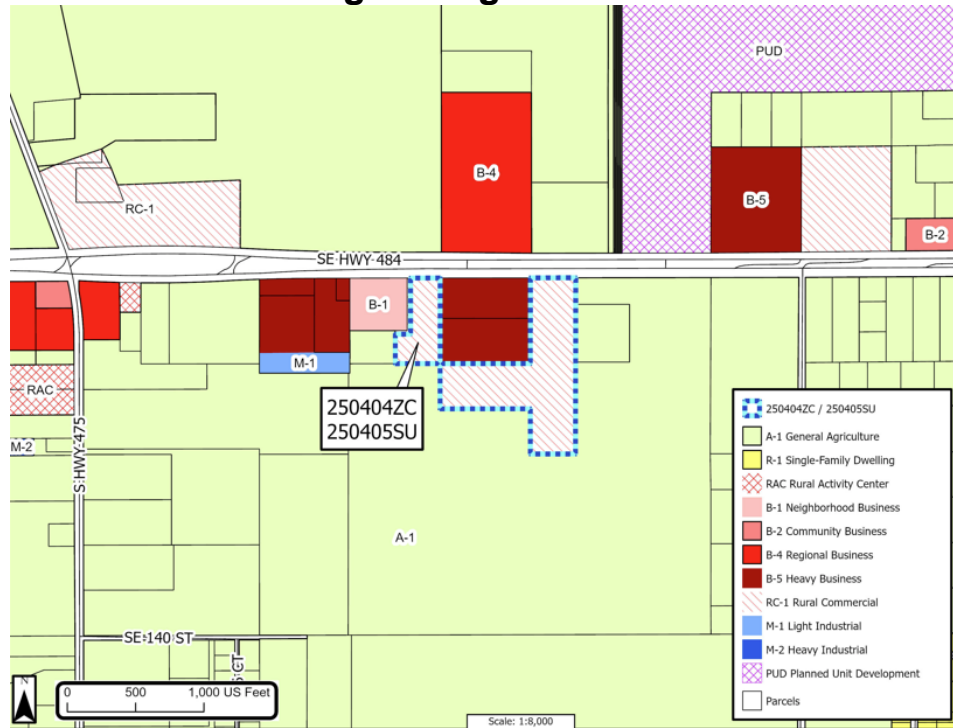 PUD
B-4
B-5
RC-1
B-2
SE HWY 484
B-1
M-1
RAC
250404ZC
250405SU
M-2
S HWY 475
A-1
SE 140 ST
N
0 500 1,000 US Feet
Scale: 1:8,000
250404ZC / 250405SU
A-1 General Agriculture
R-1 Single-Family Dwelling
RAC Rural Activity Center
B-1 Neighborhood Business
B-2 Community Business
B-4 Regional Business
B-5 Heavy Business
RC-1 Rural Commercial
M-1 Light Industrial
M-2 Heavy Industrial
PUD Planned Unit Development
Parcels